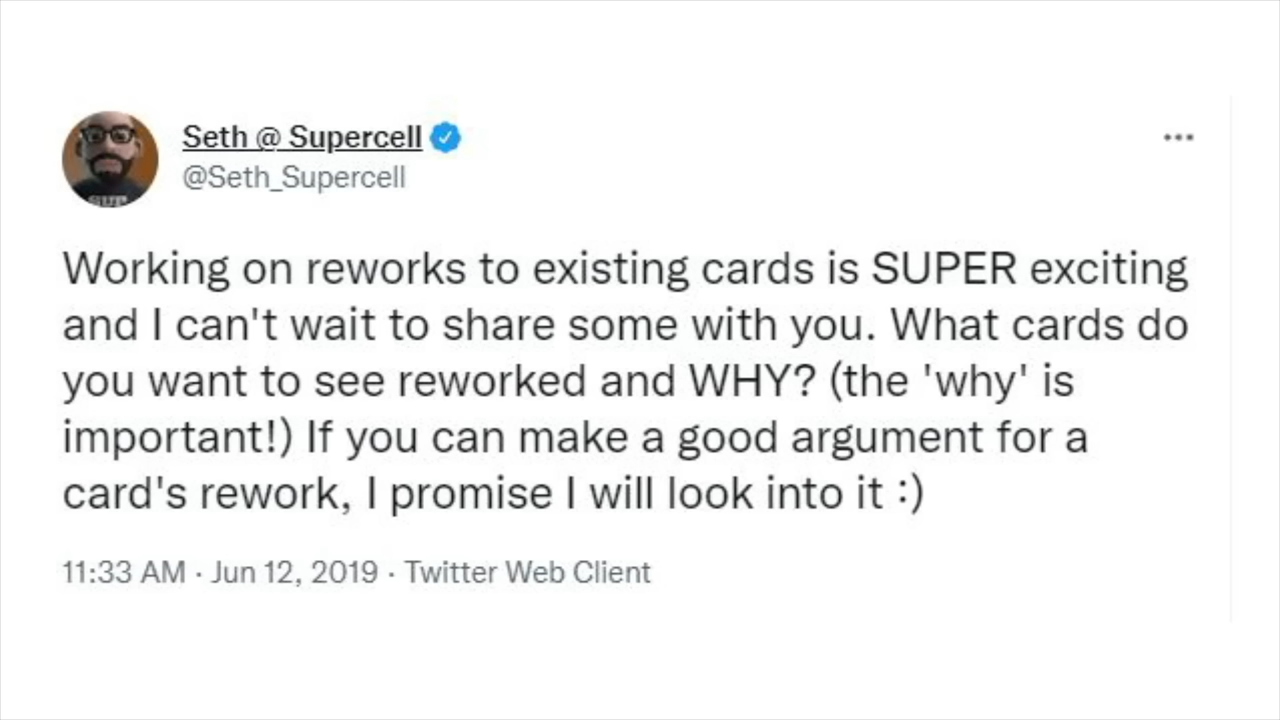 Seth @ Supercell
@Seth_Supercell
Working on reworks to existing cards is SUPER exciting
and I can't wait to share some with you. What cards do
you want to see reworked and WHY? (the 'why' is
important!) If you can make a good argument for a
card's rework, I promise I will look into it :)
11:33 AM · Jun 12, 2019 · Twitter Web Client